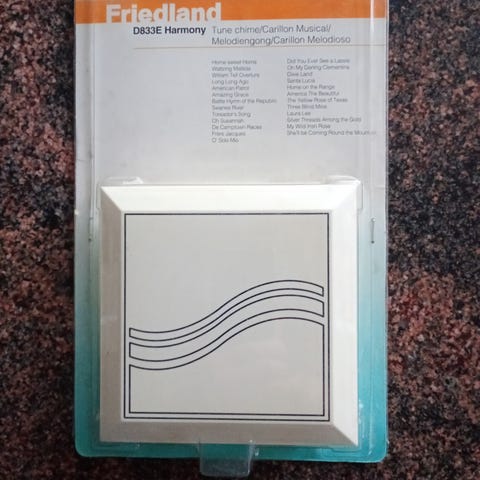 Friedland
D833E Harmony
Tune chime/Carillon Musical/
Melodiengong/Carillon Melodioso
Home sweet Home
Waltzing Matilda
William Tell Overture
Long Long Ago
American Patrol
Amazing Grace
Battle Hymn of the Republic
Swanee River
Toreador's Song
Oh Susannah
De Camptown Races
Frere Jacques
O' Sole Mio
Did You Ever See a Lassie
Oh My Darling Clementine
Dixie Land
Santa Lucia
Home on the Range
America The Beautiful
The Yellow Rose of Texas
Three Blind Mice
Laura Lee
Silver Threads Among the Gold
My Wild Irish Rose
She'll be Coming Round the Mountain